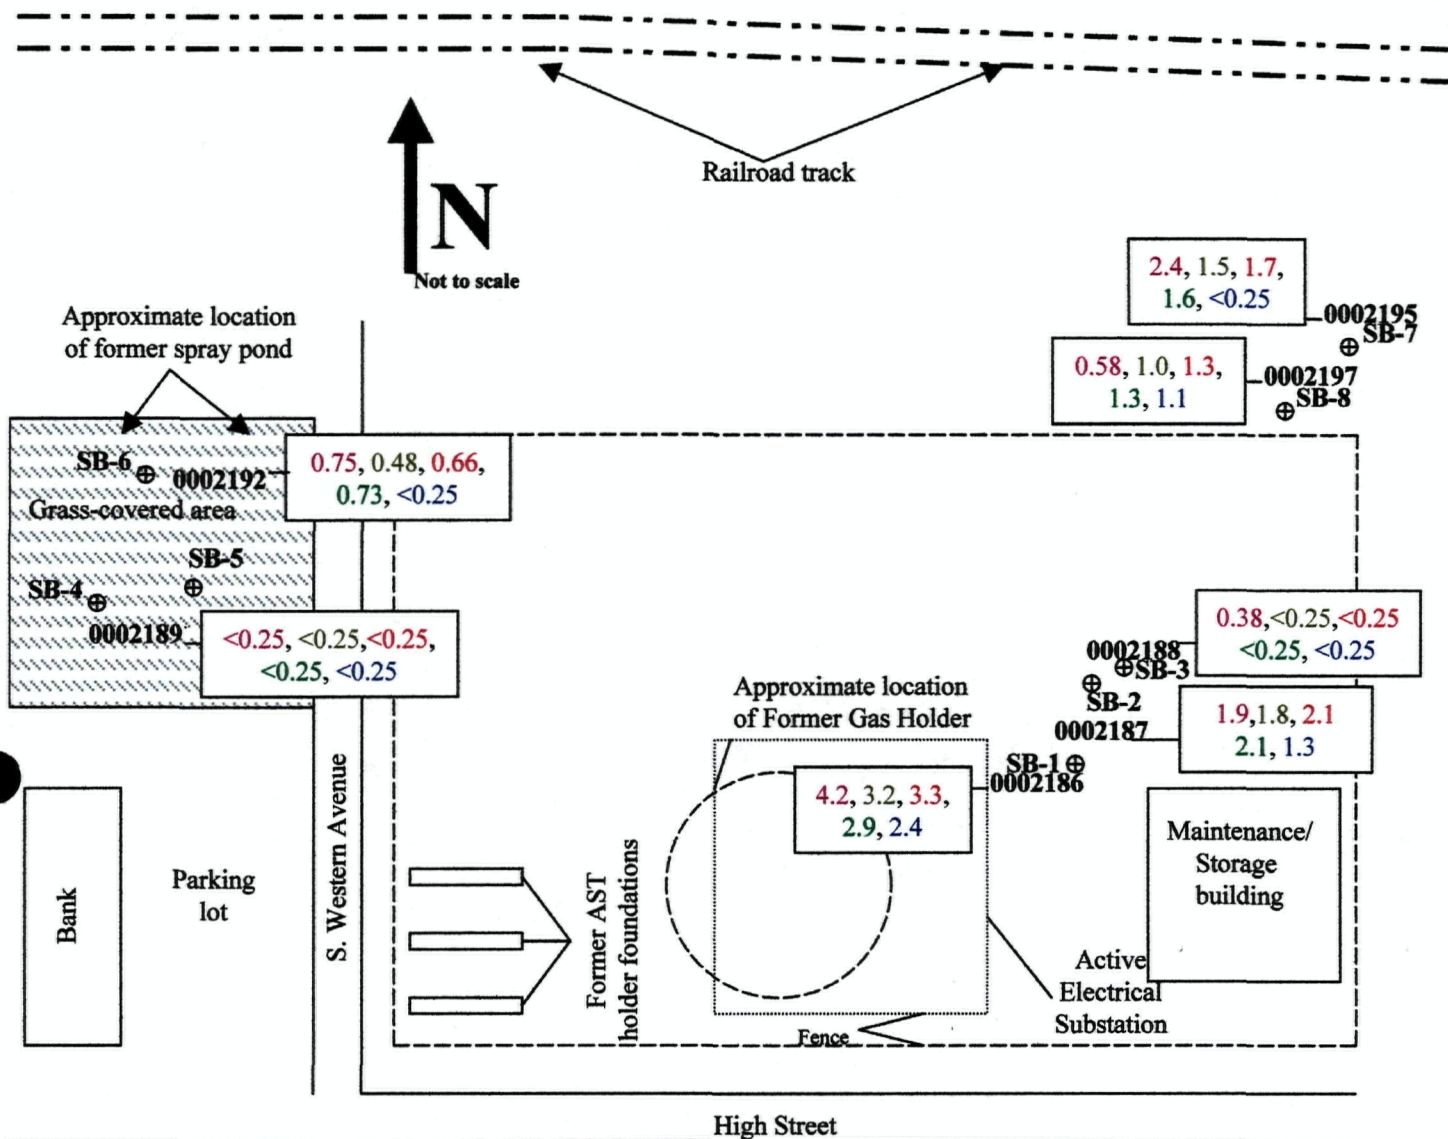 Railroad track
N
Not to scale
2.4, 1.5, 1.7,
1.6, <0.25
0002195
SB-7
0.58, 1.0, 1.3,
1.3, 1.1
0002197
SB-8
Approximate location
of former spray pond
SB-6
0002192
0.75, 0.48, 0.66,
0.73, <0.25
Grass-covered area
SB-5
SB-4
0002189
<0.25, <0.25,<0.25,
<0.25, <0.25
0.38,<0.25,<0.25
<0.25, <0.25
0002188
SB-3
SB-2
0002187
1.9,1.8, 2.1
2.1, 1.3
Approximate location
of Former Gas Holder
SB-1
0002186
4.2, 3.2, 3.3,
2.9, 2.4
Maintenance/
Storage
building
Bank
Parking
lot
S. Western Avenue
Former AST
holder foundations
Active
Electrical
Substation
Fence
High Street